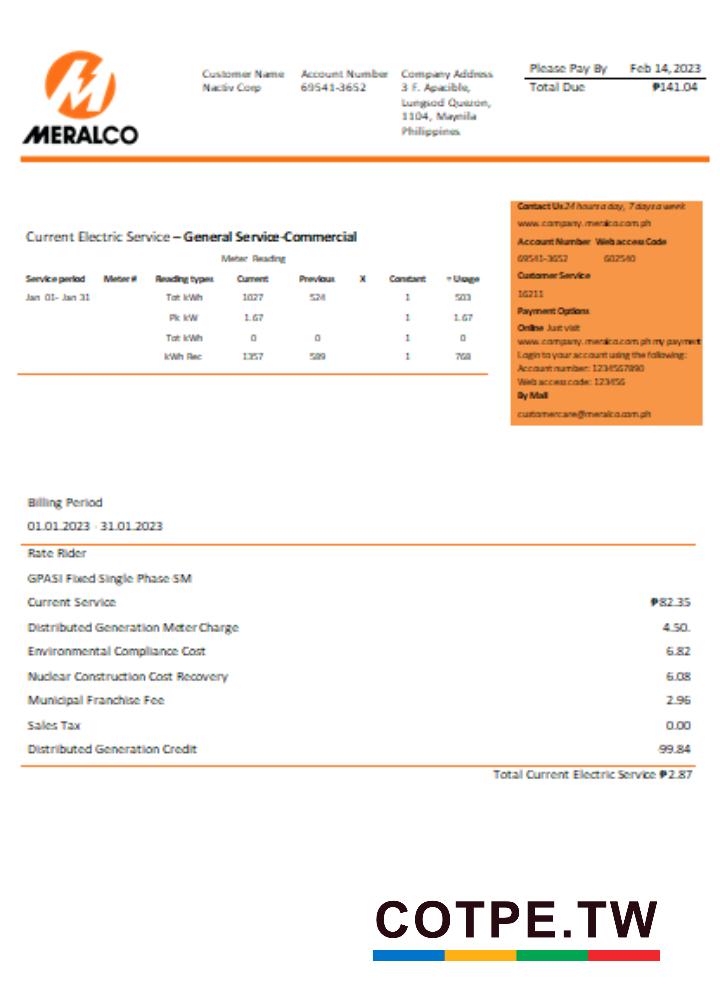 MERALCO
Customer Name Account Number Company Address
Nactiv Corp 69541-3652 3 F. Apacible,
Lungsod Quezon,
1104, Maynila
Philippines
Please Pay By Feb 14,2023
Total Due ₱141.04
Current Electric Service – General Service-Commercial
Meter Reading
Service period Meter # Reading types Current Previous X Constant = Usage
Jan 01- Jan 31 Tot kWh 1027 524 1 503
Pk kW 1.67 1 1.67
Tot kWh 0 0 1 0
kWh Rec 1357 589 1 768
Contact Us 24 hours a day, 7 days a week
www.company.meralco.com.ph
Account Number Web access Code
69541-3652 602540
Customer Service
16211
Payment Options
Online Just visit
www.company.meralco.com.ph my payment
Login to your account using the following:
Account number: 1234567890
Web access code: 123456
By Mail
customercare@meralco.com.ph
Billing Period
01.01.2023 - 31.01.2023
Rate Rider
GPASI Fixed Single Phase SM
Current Service ₱82.35
Distributed Generation Meter Charge 4.50.
Environmental Compliance Cost 6.82
Nuclear Construction Cost Recovery 6.08
Municipal Franchise Fee 2.96
Sales Tax 0.00
Distributed Generation Credit 99.84
Total Current Electric Service ₱2.87
COTPE.TW